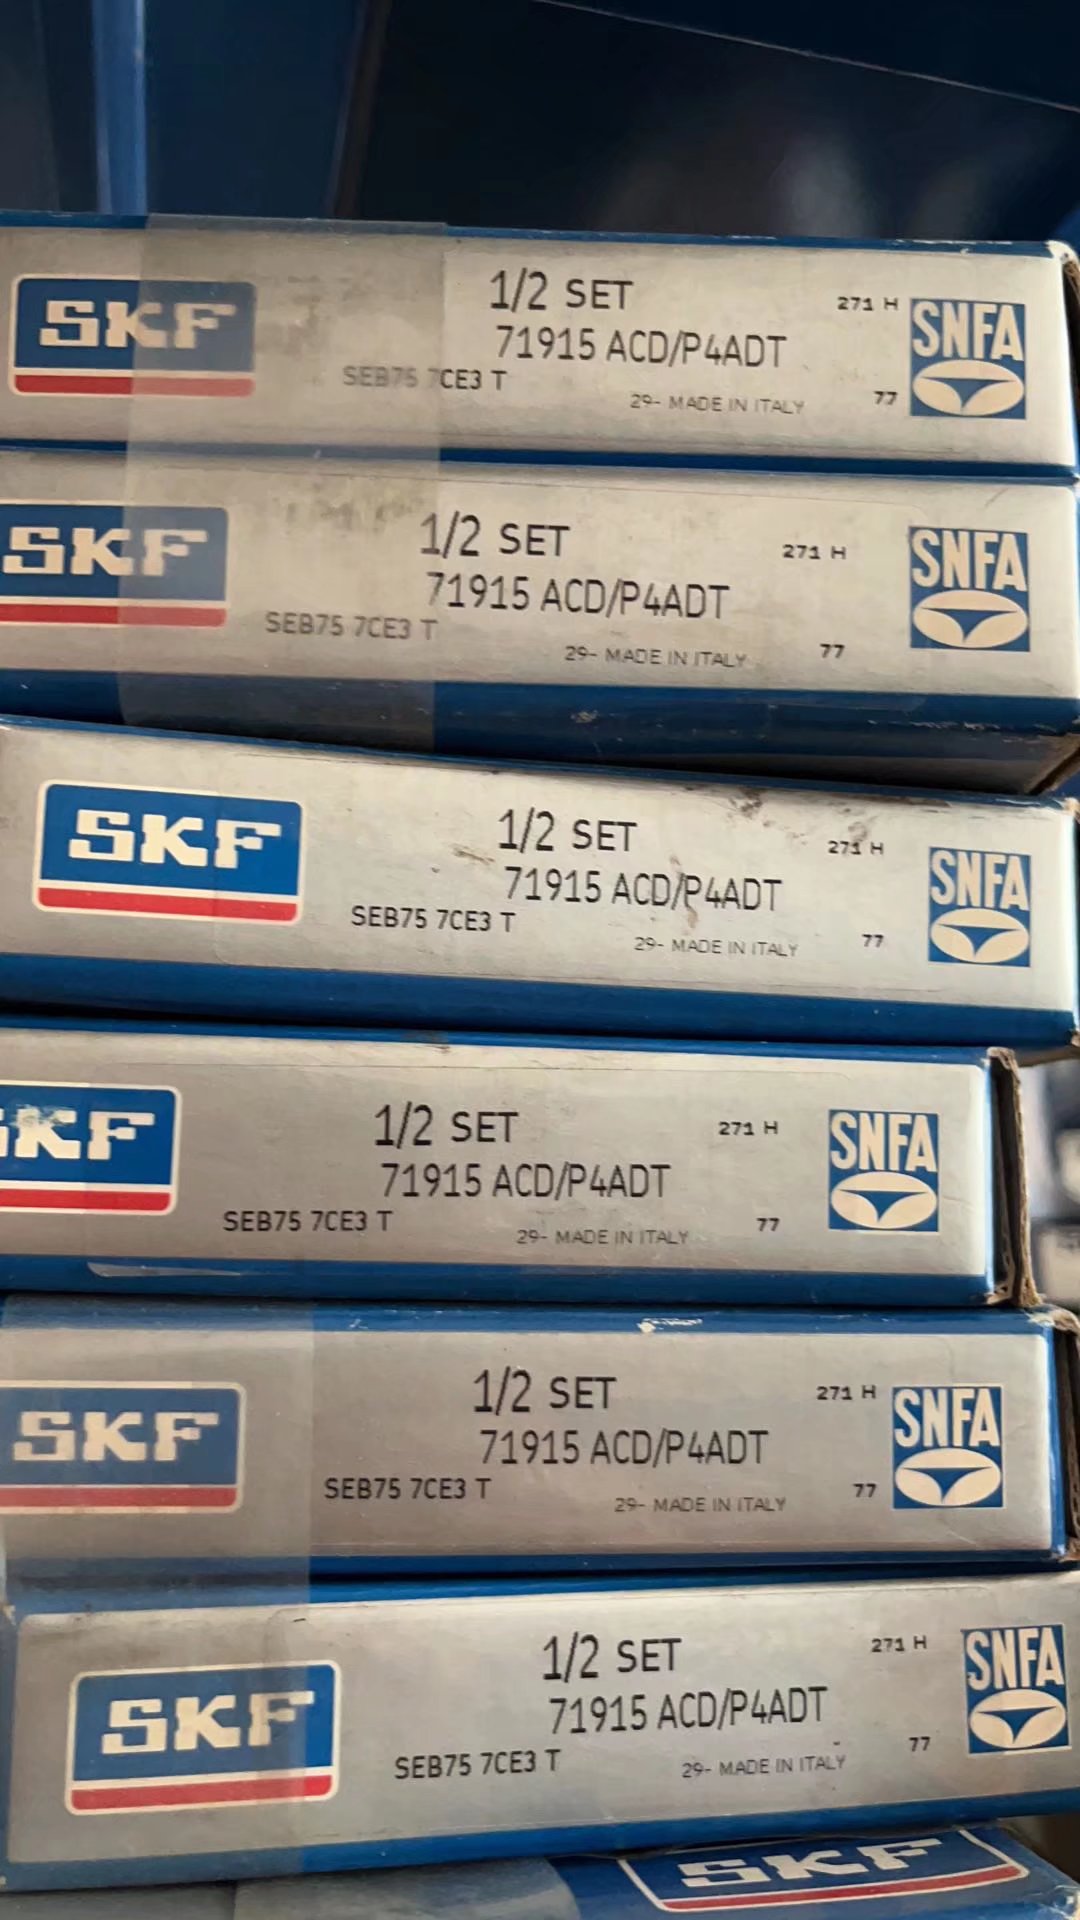 1/2 SET
271 H
SNFA
SKF
71915 ACD/P4ADT
SEB75 7CE3 T
29- MADE IN ITALY
77
1/2 SET
271 H
SNFA
SKF
71915 ACD/P4ADT
SEB75 7CE3 T
29- MADE IN ITALY
77
1/2 SET
271 H
SNFA
SKF
71915 ACD/P4ADT
SEB75 7CE3 T
29- MADE IN ITALY
77
1/2 SET
271 H
SNFA
SKF
71915 ACD/P4ADT
SEB75 7CE3 T
29- MADE IN ITALY
77
1/2 SET
271 H
SNFA
SKF
71915 ACD/P4ADT
SEB75 7CE3 T
29- MADE IN ITALY
77
1/2 SET
271 H
SNFA
SKF
71915 ACD/P4ADT
SEB75 7CE3 T
29- MADE IN ITALY
77
SKF